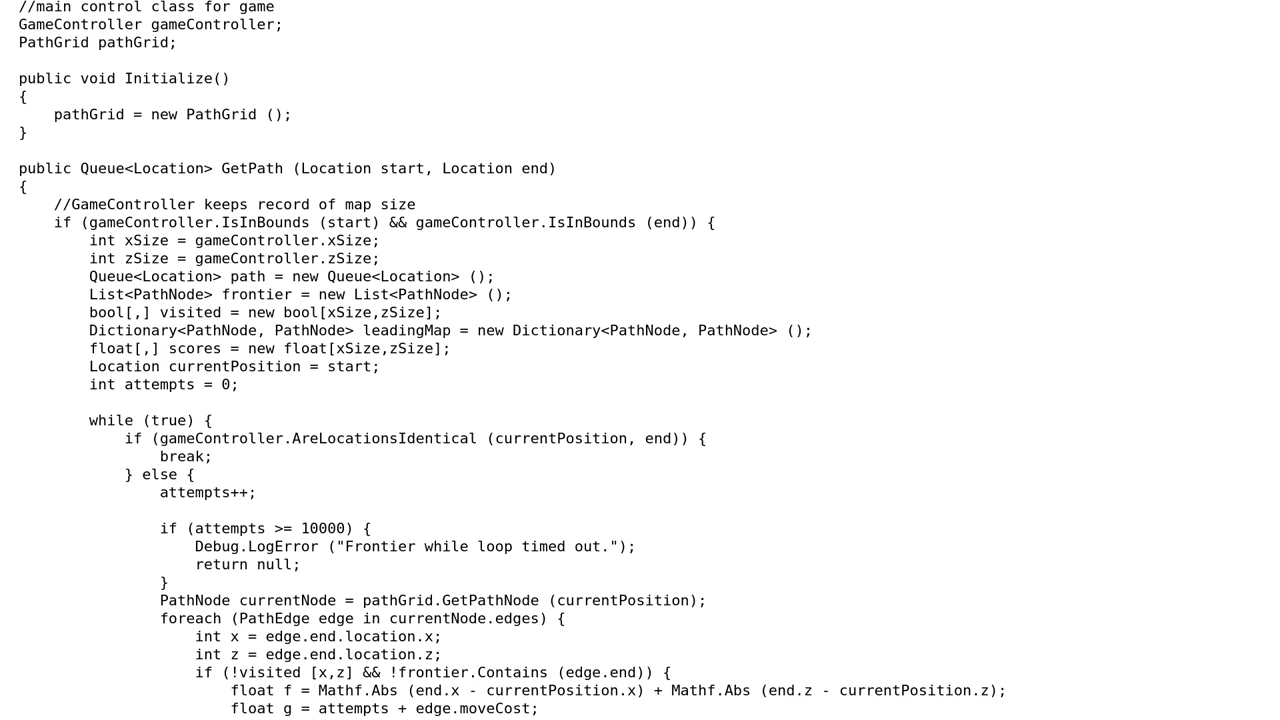 //main control class for game
GameController gameController;
PathGrid pathGrid;
public void Initialize()
{
pathGrid = new PathGrid ();
}
public Queue<Location> GetPath (Location start, Location end)
{
//GameController keeps record of map size
if (gameController.IsInBounds (start) && gameController.IsInBounds (end)) {
int xSize = gameController.xSize;
int zSize = gameController.zSize;
Queue<Location> path = new Queue<Location> ();
List<PathNode> frontier = new List<PathNode> ();
bool[,] visited = new bool[xSize,zSize];
Dictionary<PathNode, PathNode> leadingMap = new Dictionary<PathNode, PathNode> ();
float[,] scores = new float[xSize,zSize];
Location currentPosition = start;
int attempts = 0;
while (true) {
if (gameController.AreLocationsIdentical (currentPosition, end)) {
break;
} else {
attempts++;
if (attempts >= 10000) {
Debug.LogError ("Frontier while loop timed out.");
return null;
}
PathNode currentNode = pathGrid.GetPathNode (currentPosition);
foreach (PathEdge edge in currentNode.edges) {
int x = edge.end.location.x;
int z = edge.end.location.z;
if (!visited [x,z] && !frontier.Contains (edge.end)) {
float f = Mathf.Abs (end.x - currentPosition.x) + Mathf.Abs (end.z - currentPosition.z);
float g = attempts + edge.moveCost;